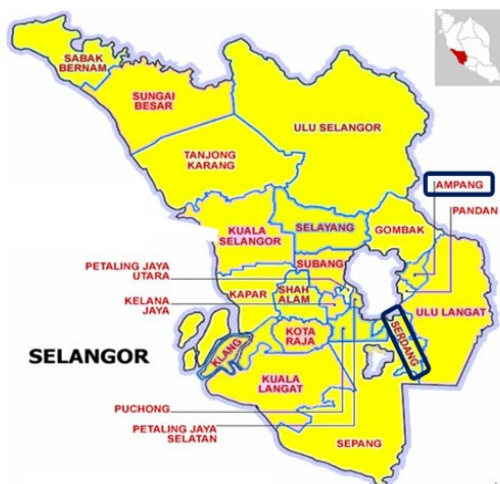 SABAK
BERNAM
SUNGAI
BESAR
ULU SELANGOR
TANJONG
KARANG
AMPANG
PANDAN
KUALA
SELANGOR
SELAYANG
GOMBAK
PETALING JAYA
UTARA
SUBANG
KELANA
JAYA
KAPAR
SHAH
ALAM
ULU LANGAT
SELANGOR
KLANG
KOTA
RAJA
SERDANG
KUALA
LANGAT
PUCHONG
PETALING JAYA
SELATAN
SEPANG